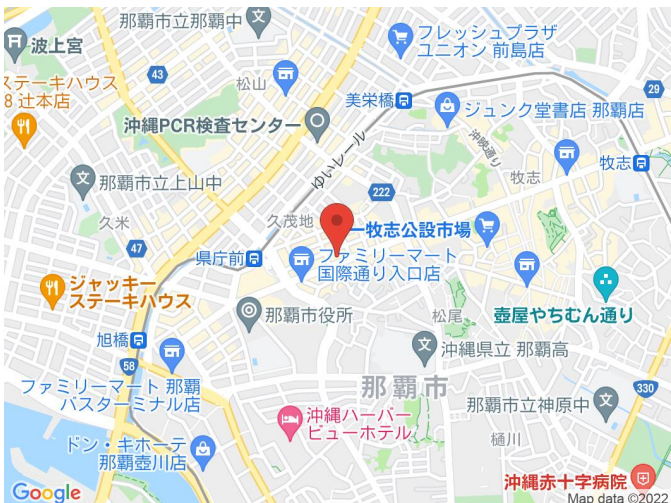 那覇市立那覇中
フレッシュプラザ
ユニオン 前島店
波上宮
43
松山
29
ステーキハウス
8 辻本店
美栄橋
ジュンク堂書店 那覇店
沖縄PCR検査センター
沖映通り
ゆいレール
牧志
那覇市立上山中
222
牧志
久米
久茂地
一牧志公設市場
47
県庁前
ファミリーマート
国際通り入口店
ジャッキー
ステーキハウス
壺屋やちむん通り
那覇市役所
松尾
旭橋
沖縄県立 那覇高
58
330
ファミリーマート 那覇
バスターミナル店
那覇市
那覇市立神原中
沖縄ハーバー
ビューホテル
樋川
ドン・キホーテ
那覇壺川店
沖縄赤十字病院
Google
Map data ©2022